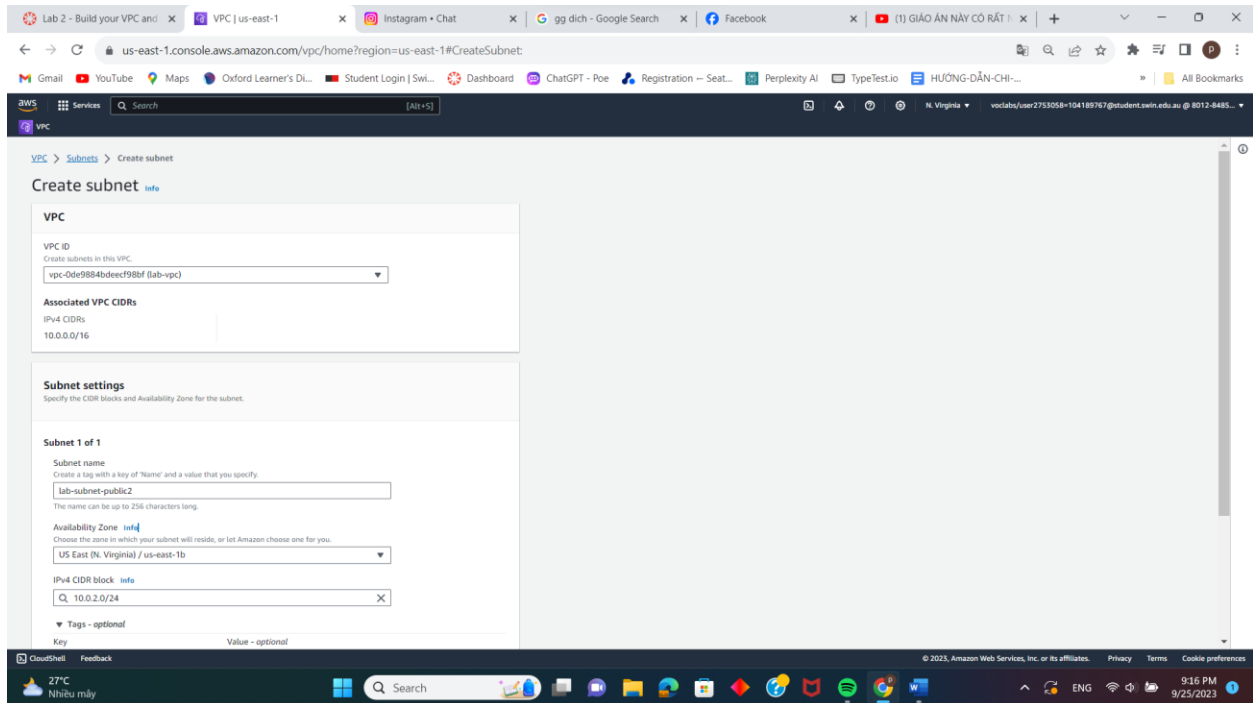 Lab 2 - Build your VPC and
VPC | us-east-1
Instagram • Chat
gg dich - Google Search
Facebook
(1) GIÁO ÁN NÀY CÓ RẤT
us-east-1.console.aws.amazon.com/vpc/home?region=us-east-1#CreateSubnet:
P
Gmail
YouTube
Maps
Oxford Learner's Di...
Student Login | Swi...
Dashboard
ChatGPT - Poe
Registration — Seat...
Perplexity AI
TypeTest.io
HƯỚNG-DẪN-CHI-...
»
All Bookmarks
aws
Services
Search
[Alt+S]
N. Virginia
voclabs/user2753058=104189767@student.swin.edu.au @ 8012-8485...
VPC
VPC > Subnets > Create subnet
Create subnet Info
VPC
VPC ID
Create subnets in this VPC.
vpc-0de9884bdeecf98bf (lab-vpc)
Associated VPC CIDRs
IPv4 CIDRs
10.0.0.0/16
Subnet settings
Specify the CIDR blocks and Availability Zone for the subnet.
Subnet 1 of 1
Subnet name
Create a tag with a key of 'Name' and a value that you specify.
lab-subnet-public2
The name can be up to 256 characters long.
Availability Zone Info
Choose the zone in which your subnet will reside, or let Amazon choose one for you.
US East (N. Virginia) / us-east-1b
IPv4 CIDR block Info
10.0.2.0/24
Tags - optional
Key
Value - optional
CloudShell
Feedback
© 2023, Amazon Web Services, Inc. or its affiliates.
Privacy
Terms
Cookie preferences
27°C
Nhiều mây
Search
ENG
9:16 PM
9/25/2023
1